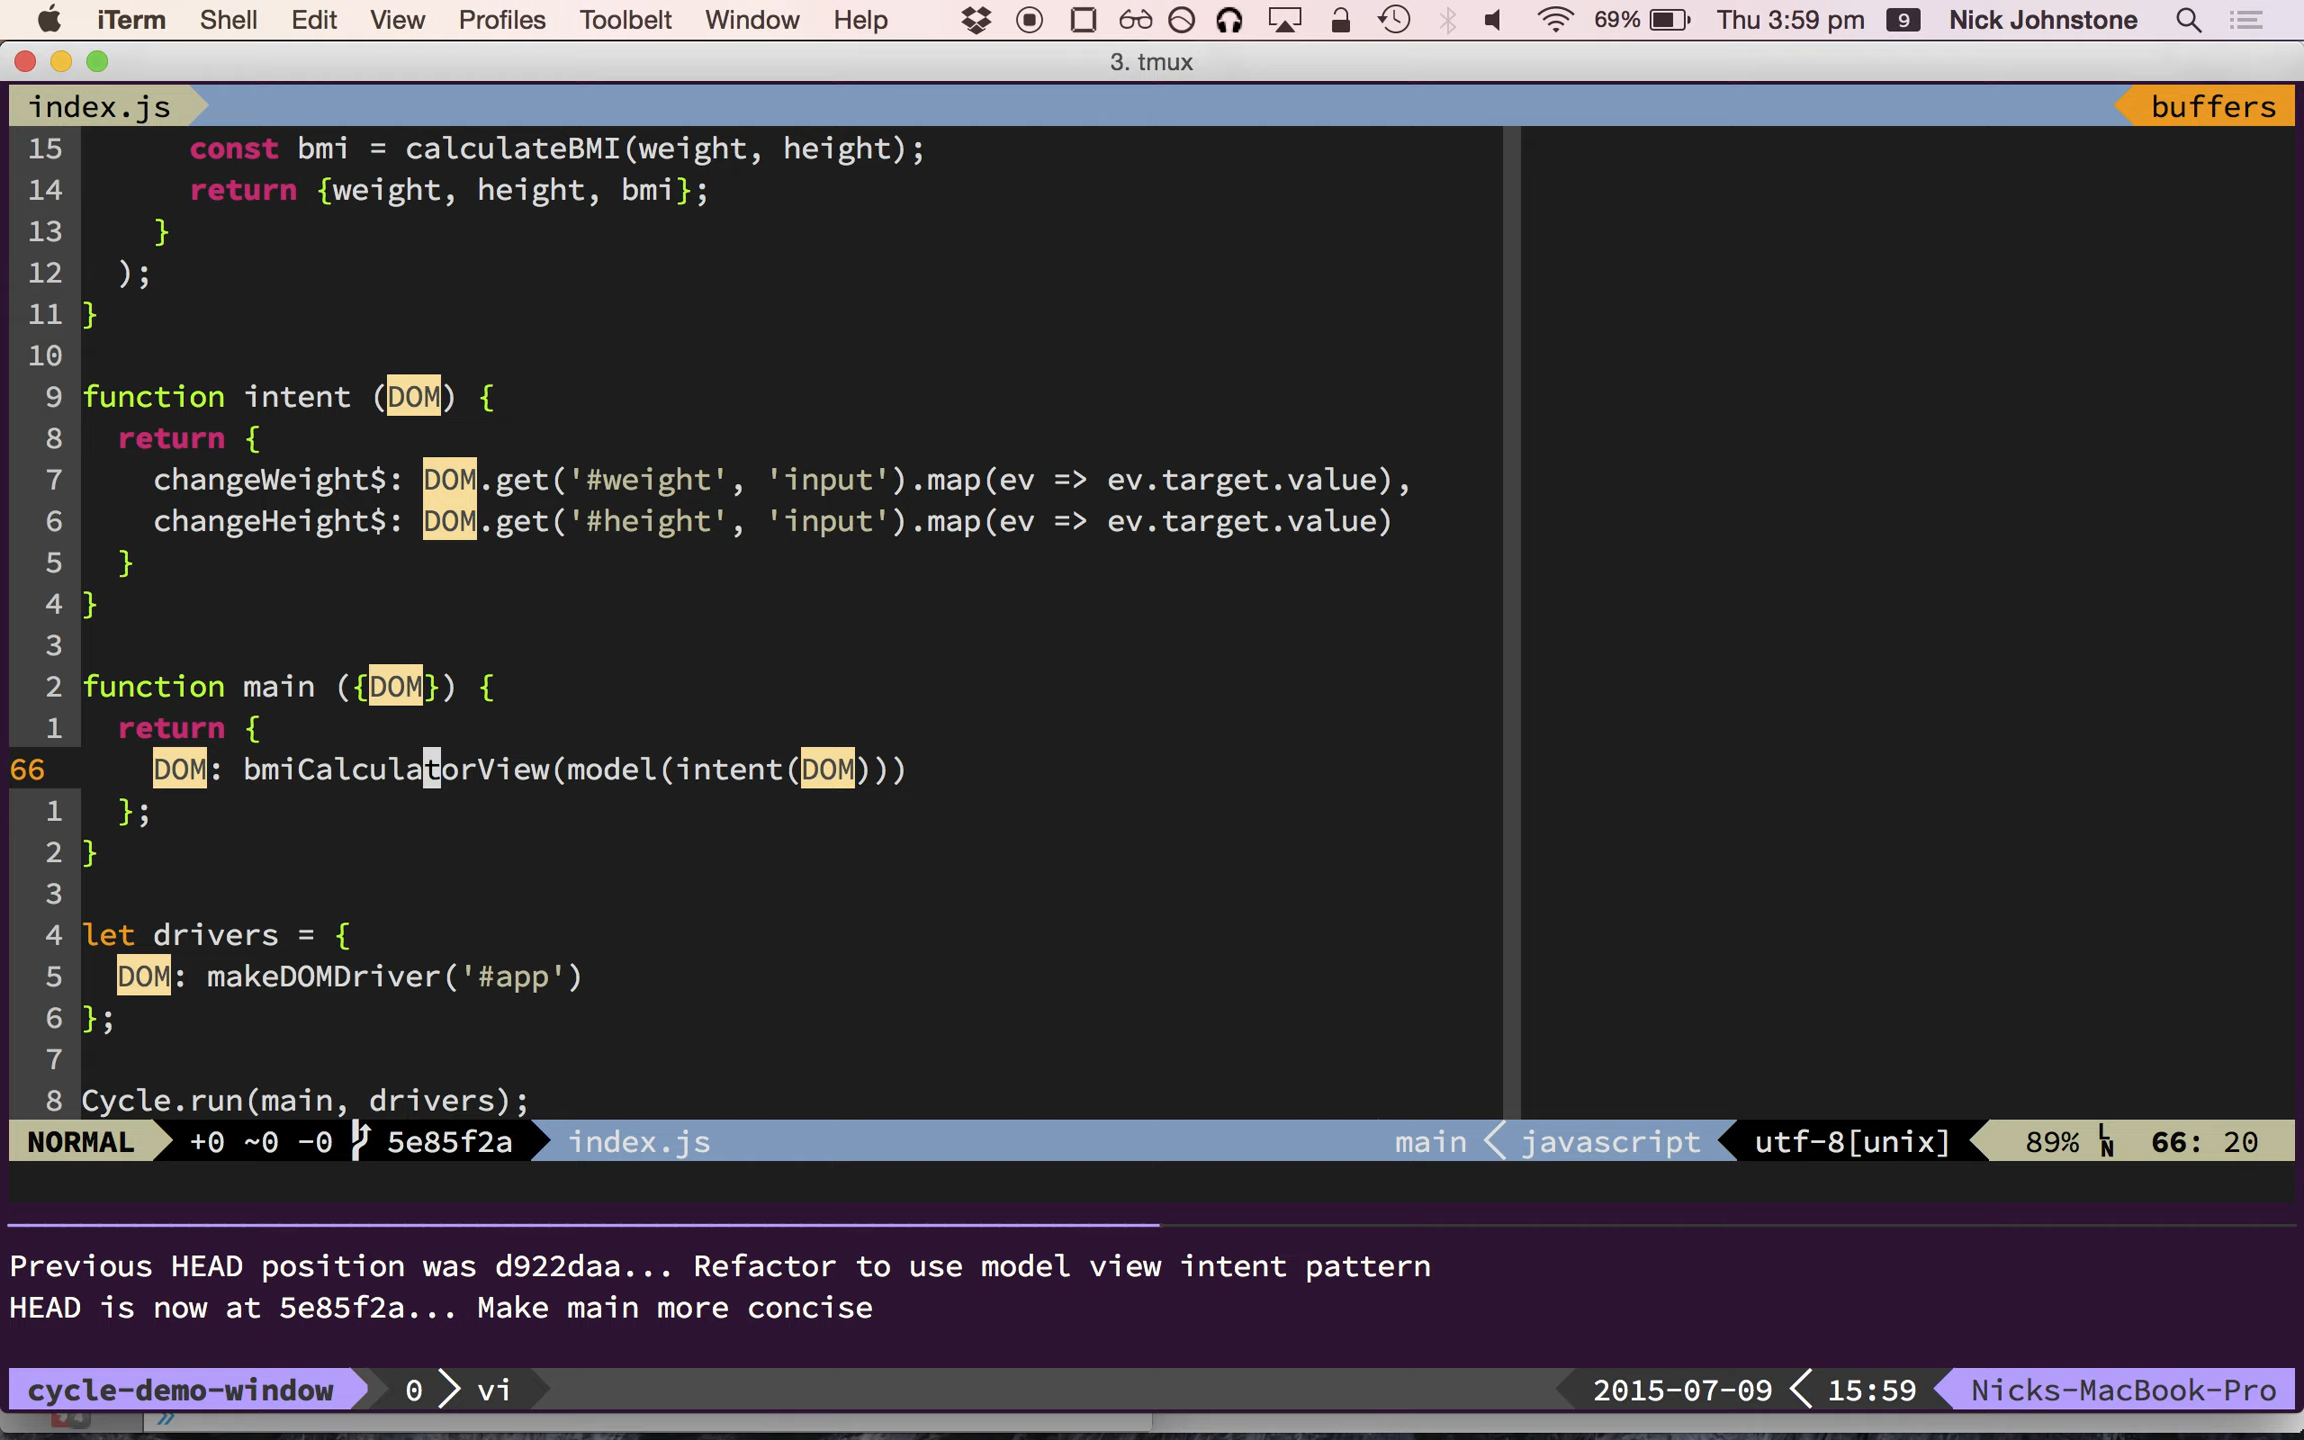 iTerm Shell Edit View Profiles Toolbelt Window Help 69% Thu 3:59 pm 9 Nick Johnstone
3. tmux
index.js buffers
15       const bmi = calculateBMI(weight, height);
14       return {weight, height, bmi};
13     }
12   );
11 }
10
9 function intent (DOM) {
8   return {
7     changeWeight$: DOM.get('#weight', 'input').map(ev => ev.target.value),
6     changeHeight$: DOM.get('#height', 'input').map(ev => ev.target.value)
5   }
4 }
3
2 function main ({DOM}) {
1   return {
66     DOM: bmiCalculatorView(model(intent(DOM)))
1   };
2 }
3
4 let drivers = {
5   DOM: makeDOMDriver('#app')
6 };
7
8 Cycle.run(main, drivers);
NORMAL +0 ~0 -0 5e85f2a index.js main < javascript utf-8[unix] 89% LN 66: 20
Previous HEAD position was d922daa... Refactor to use model view intent pattern
HEAD is now at 5e85f2a... Make main more concise
cycle-demo-window 0 > vi 2015-07-09 < 15:59 Nicks-MacBook-Pro